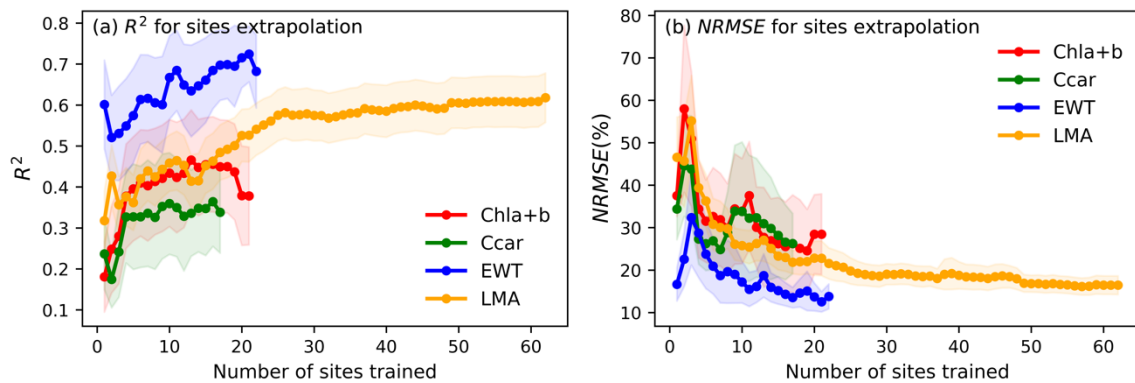 (a) R² for sites extrapolation
0.8
0.7
0.6
0.5
0.4
0.3
0.2
0.1
R²
0 10 20 30 40 50 60
Number of sites trained
Chla+b
Ccar
EWT
LMA
(b) NRMSE for sites extrapolation
80
70
60
50
40
30
20
10
NRMSE(%)
0 10 20 30 40 50 60
Number of sites trained
Chla+b
Ccar
EWT
LMA